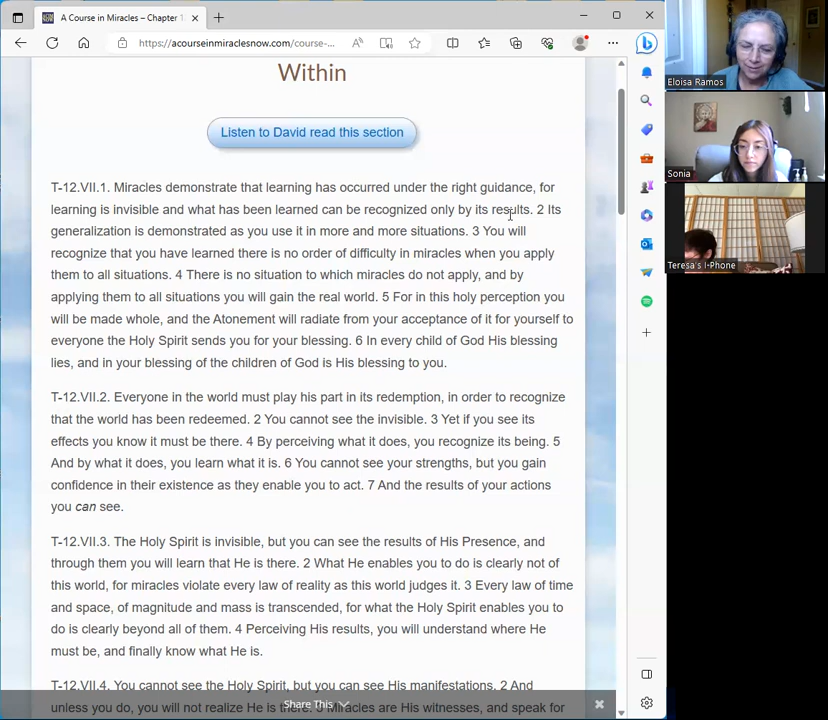 A Course in Miracles – Chapter 1
https://acourseinmiraclesnow.com/course-...
Within
Listen to David read this section
T-12.VII.1. Miracles demonstrate that learning has occurred under the right guidance, for
learning is invisible and what has been learned can be recognized only by its results. 2 Its
generalization is demonstrated as you use it in more and more situations. 3 You will
recognize that you have learned there is no order of difficulty in miracles when you apply
them to all situations. 4 There is no situation to which miracles do not apply, and by
applying them to all situations you will gain the real world. 5 For in this holy perception you
will be made whole, and the Atonement will radiate from your acceptance of it for yourself to
everyone the Holy Spirit sends you for your blessing. 6 In every child of God His blessing
lies, and in your blessing of the children of God is His blessing to you.
T-12.VII.2. Everyone in the world must play his part in its redemption, in order to recognize
that the world has been redeemed. 2 You cannot see the invisible. 3 Yet if you see its
effects you know it must be there. 4 By perceiving what it does, you recognize its being. 5
And by what it does, you learn what it is. 6 You cannot see your strengths, but you gain
confidence in their existence as they enable you to act. 7 And the results of your actions
you can see.
T-12.VII.3. The Holy Spirit is invisible, but you can see the results of His Presence, and
through them you will learn that He is there. 2 What He enables you to do is clearly not of
this world, for miracles violate every law of reality as this world judges it. 3 Every law of time
and space, of magnitude and mass is transcended, for what the Holy Spirit enables you to
do is clearly beyond all of them. 4 Perceiving His results, you will understand where He
must be, and finally know what He is.
T-12.VII.4. You cannot see the Holy Spirit, but you can see His manifestations. 2 And
unless you do, you will not realize He is there. 3 Miracles are His witnesses, and speak for
Share This
Eloisa Ramos
Sonia
Teresa's I-Phone